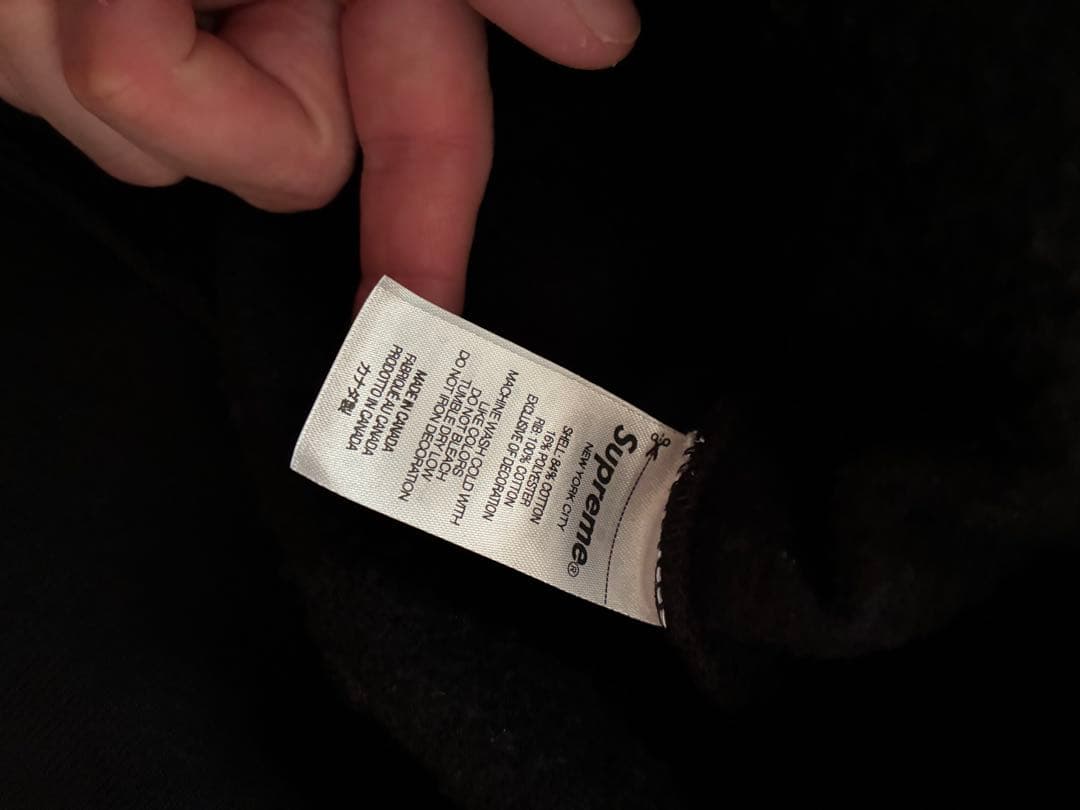 Supreme®
NEW YORK CITY
SHELL: 84% COTTON
16% POLYESTER
RIB: 100% COTTON
EXCLUSIVE OF DECORATION
MACHINE WASH COLD WITH
LIKE COLORS
DO NOT BLEACH
TUMBLE DRY LOW
DO NOT IRON DECORATION
MADE IN CANADA
FABRIQUE AU CANADA
PRODOTTO IN CANADA
カナダ製